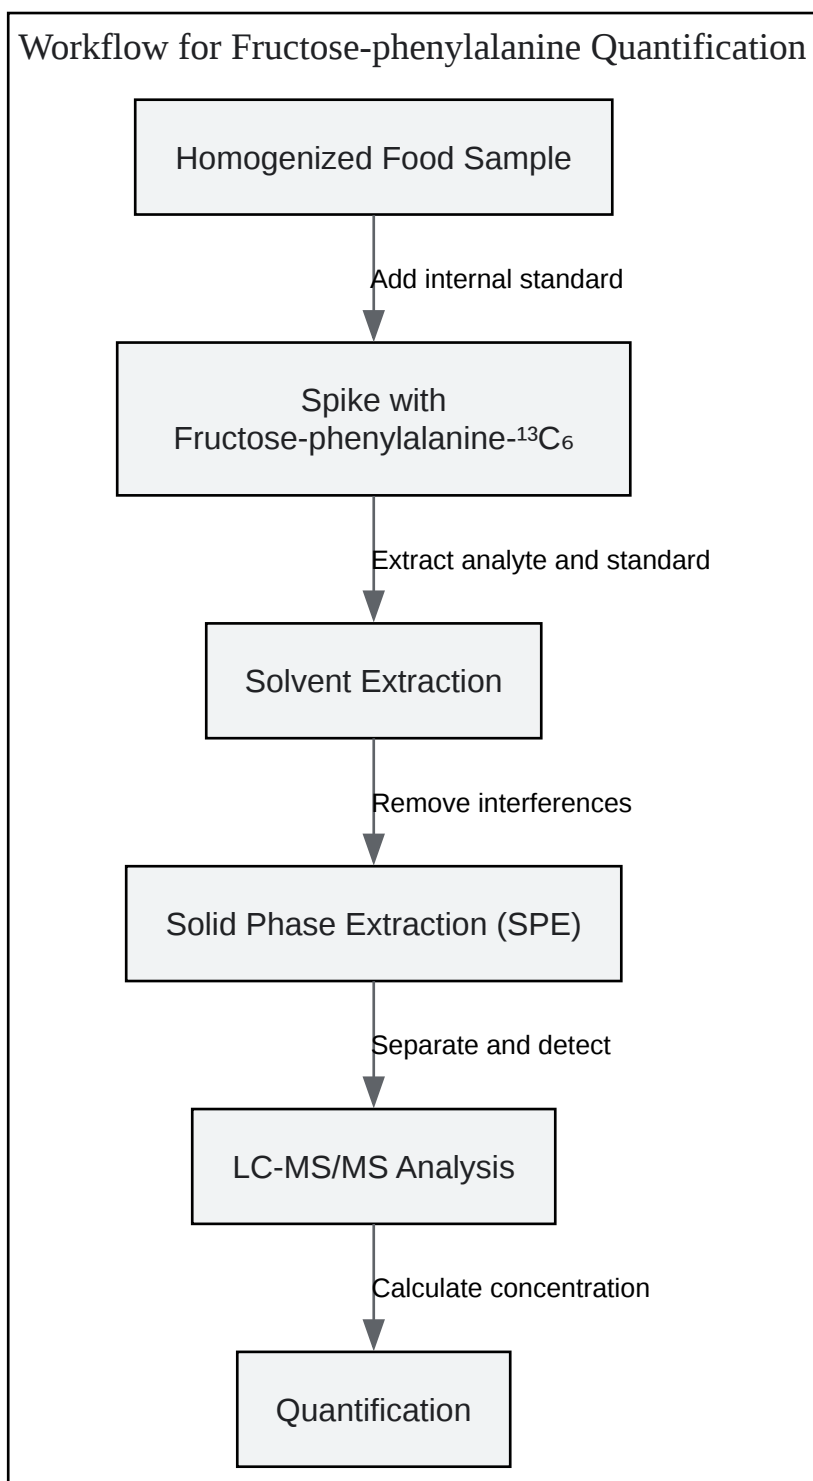 Workflow for Fructose-phenylalanine Quantification
Homogenized Food Sample
Add internal standard
Spike with
Fructose-phenylalanine-¹³C₆
Extract analyte and standard
Solvent Extraction
Remove interferences
Solid Phase Extraction (SPE)
Separate and detect
LC-MS/MS Analysis
Calculate concentration
Quantification